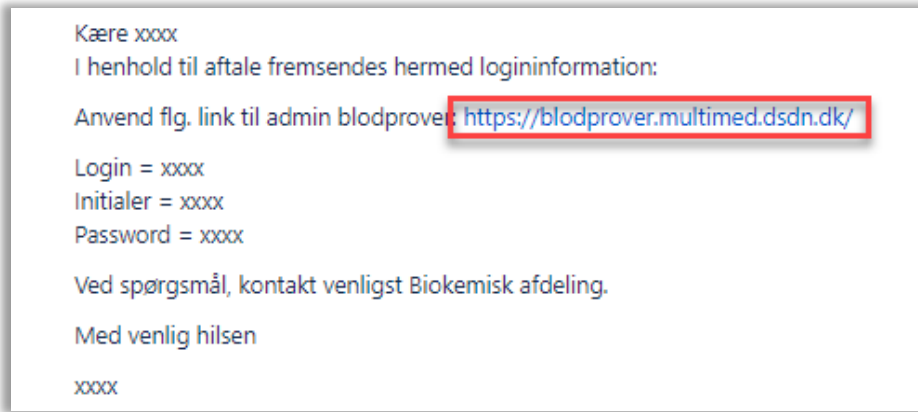 Kære xxxx
I henhold til aftale fremsendes hermed logininformation:
Anvend flg. link til admin blodprover: https://blodprover.multimed.dsdn.dk/
Login = xxxx
Initialer = xxxx
Password = xxxx
Ved spørgsmål, kontakt venligst Biokemisk afdeling.
Med venlig hilsen
xxxx